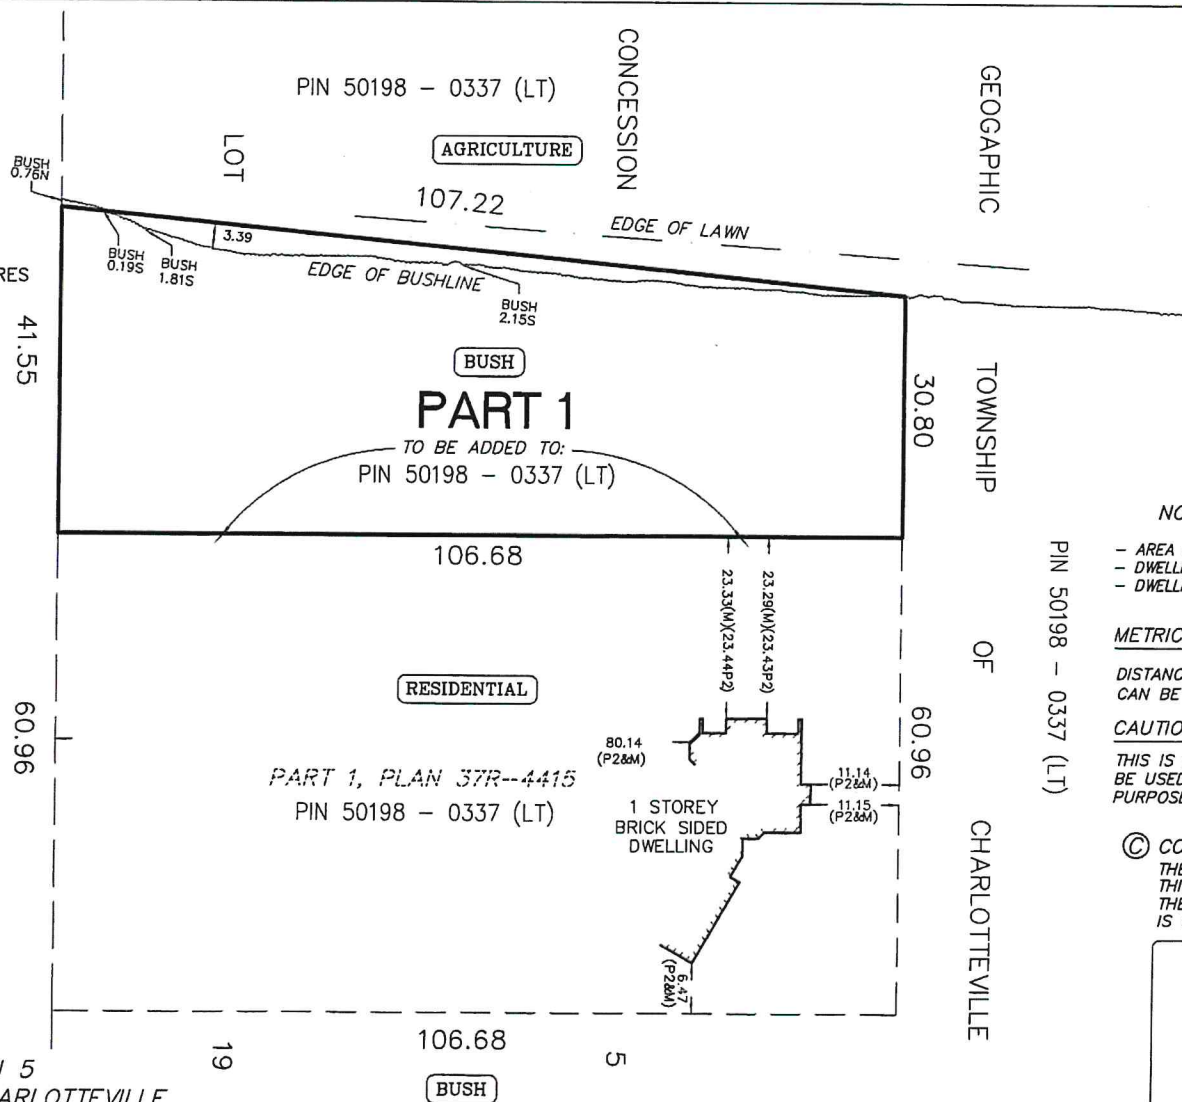 PIN 50198 - 0337 (LT)
AGRICULTURE
LOT
CONCESSION
GEOGAPHIC
BUSH
0.76N
107.22
EDGE OF LAWN
3.39
BUSH
0.19S
BUSH
1.81S
EDGE OF BUSHLINE
BUSH
2.15S
RES
41.55
BUSH
PART 1
TO BE ADDED TO:
PIN 50198 - 0337 (LT)
30.80
TOWNSHIP
106.68
23.33(M)(23.44P2)
23.29(M)(23.43P2)
PIN 50198 - 0337 (LT)
OF
NO
- AREA
- DWELL
- DWELL
METRIC
DISTANC
CAN BE
CAUTIO
THIS IS
BE USED
PURPOSE
© CO
THE
THI
THE
IS
RESIDENTIAL
60.96
60.96
80.14
(P2&M)
11.14
(P2&M)
11.15
(P2&M)
PART 1, PLAN 37R--4415
PIN 50198 - 0337 (LT)
1 STOREY
BRICK SIDED
DWELLING
CHARLOTTEVILLE
6.47
(P2&M)
106.68
19
5
BUSH
5
ARLOTTEVILLE